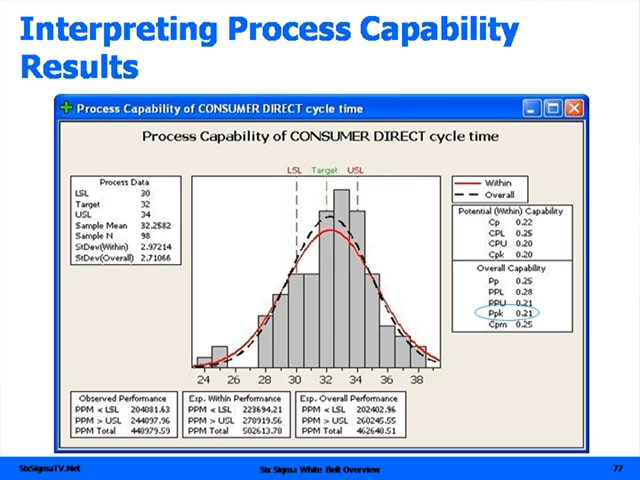 Interpreting Process Capability
Results
Process Capability of CONSUMER DIRECT cycle time
Process Capability of CONSUMER DIRECT cycle time
LSL Target USL
Process Data
LSL 30
Target 32
USL 34
Sample Mean 32.2582
Sample N 98
StDev(Within) 2.97214
StDev(Overall) 2.71066
Within
Overall
Potential (Within) Capability
Cp 0.22
CPL 0.25
CPU 0.20
Cpk 0.20
Overall Capability
Pp 0.25
PPL 0.28
PPU 0.21
Ppk 0.21
Cpm 0.25
24 26 28 30 32 34 36 38
Observed Performance
PPM < LSL 204081.63
PPM > USL 244897.96
PPM Total 448979.59
Exp. Within Performance
PPM < LSL 223694.21
PPM > USL 278919.56
PPM Total 502613.78
Exp. Overall Performance
PPM < LSL 202402.96
PPM > USL 260245.55
PPM Total 462648.51
SixSigmaTV.Net
Six Sigma White Belt Overview
77